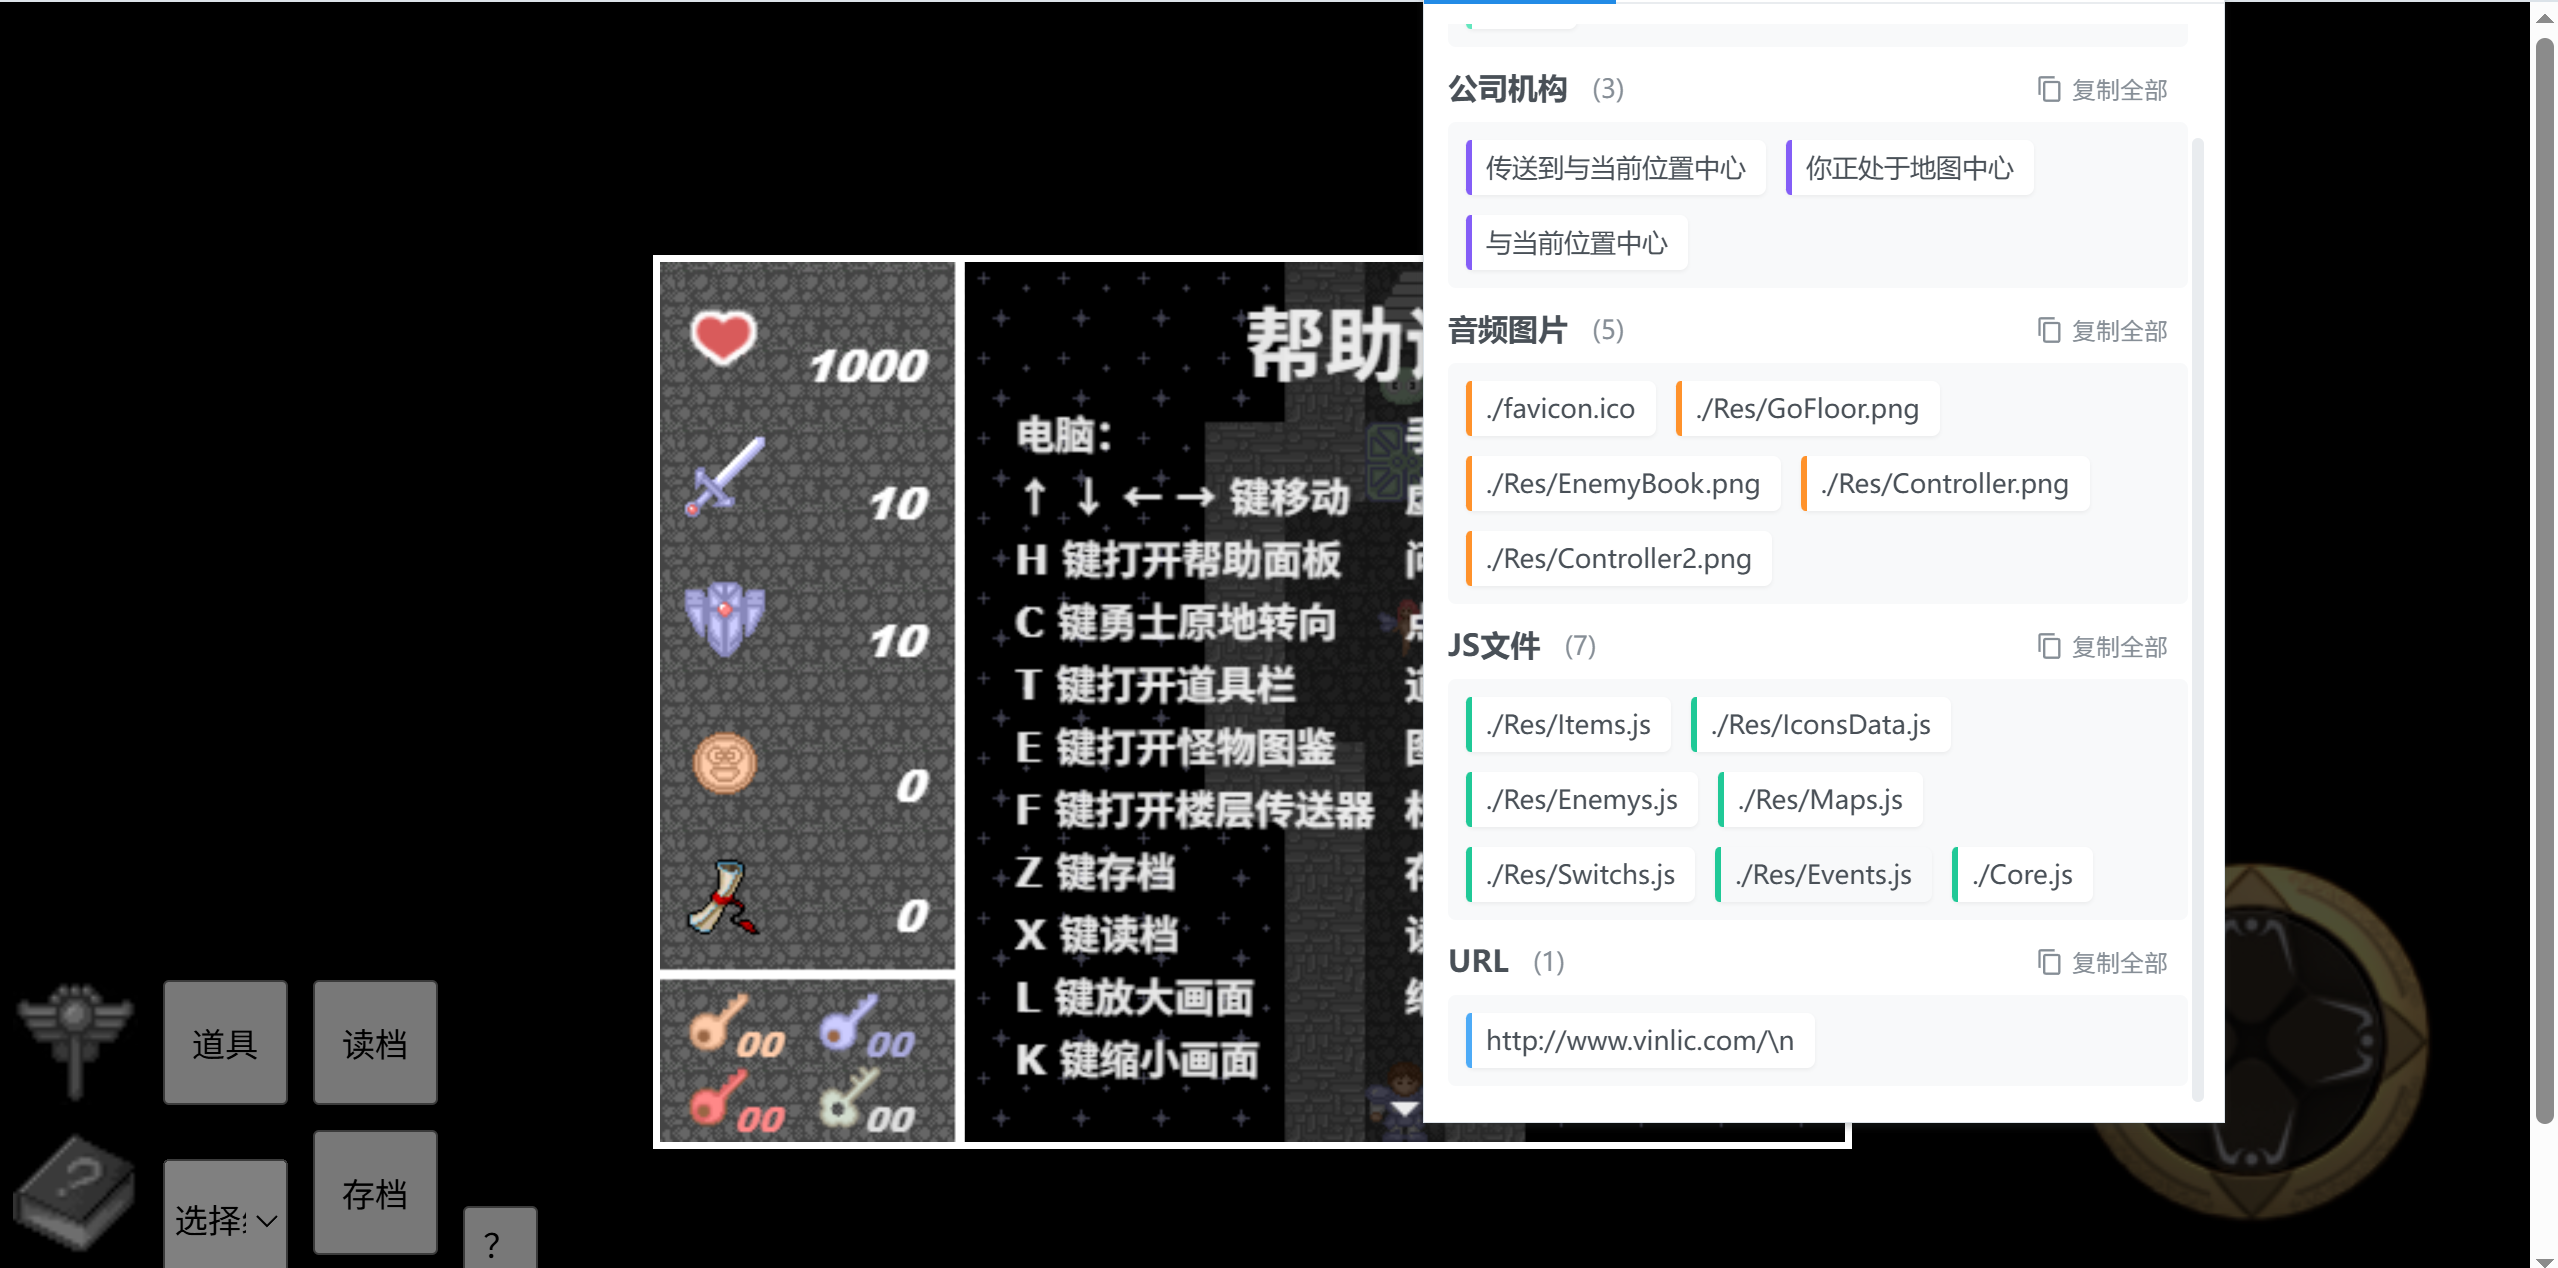 1000
10
10
0
0
00
00
00
00
帮助
电脑：
↑ ↓ ← → 键移动
H 键打开帮助面板
C 键勇士原地转向
T 键打开道具栏
E 键打开怪物图鉴
F 键打开楼层传送器
Z 键存档
X 键读档
L 键放大画面
K 键缩小画面
道具
读档
选择
存档
?
公司机构 (3)
复制全部
传送到与当前位置中心
你正处于地图中心
与当前位置中心
音频图片 (5)
复制全部
./favicon.ico
./Res/GoFloor.png
./Res/EnemyBook.png
./Res/Controller.png
./Res/Controller2.png
JS文件 (7)
复制全部
./Res/Items.js
./Res/IconsData.js
./Res/Enemys.js
./Res/Maps.js
./Res/Switchs.js
./Res/Events.js
./Core.js
URL (1)
复制全部
http://www.vinlic.com/\n